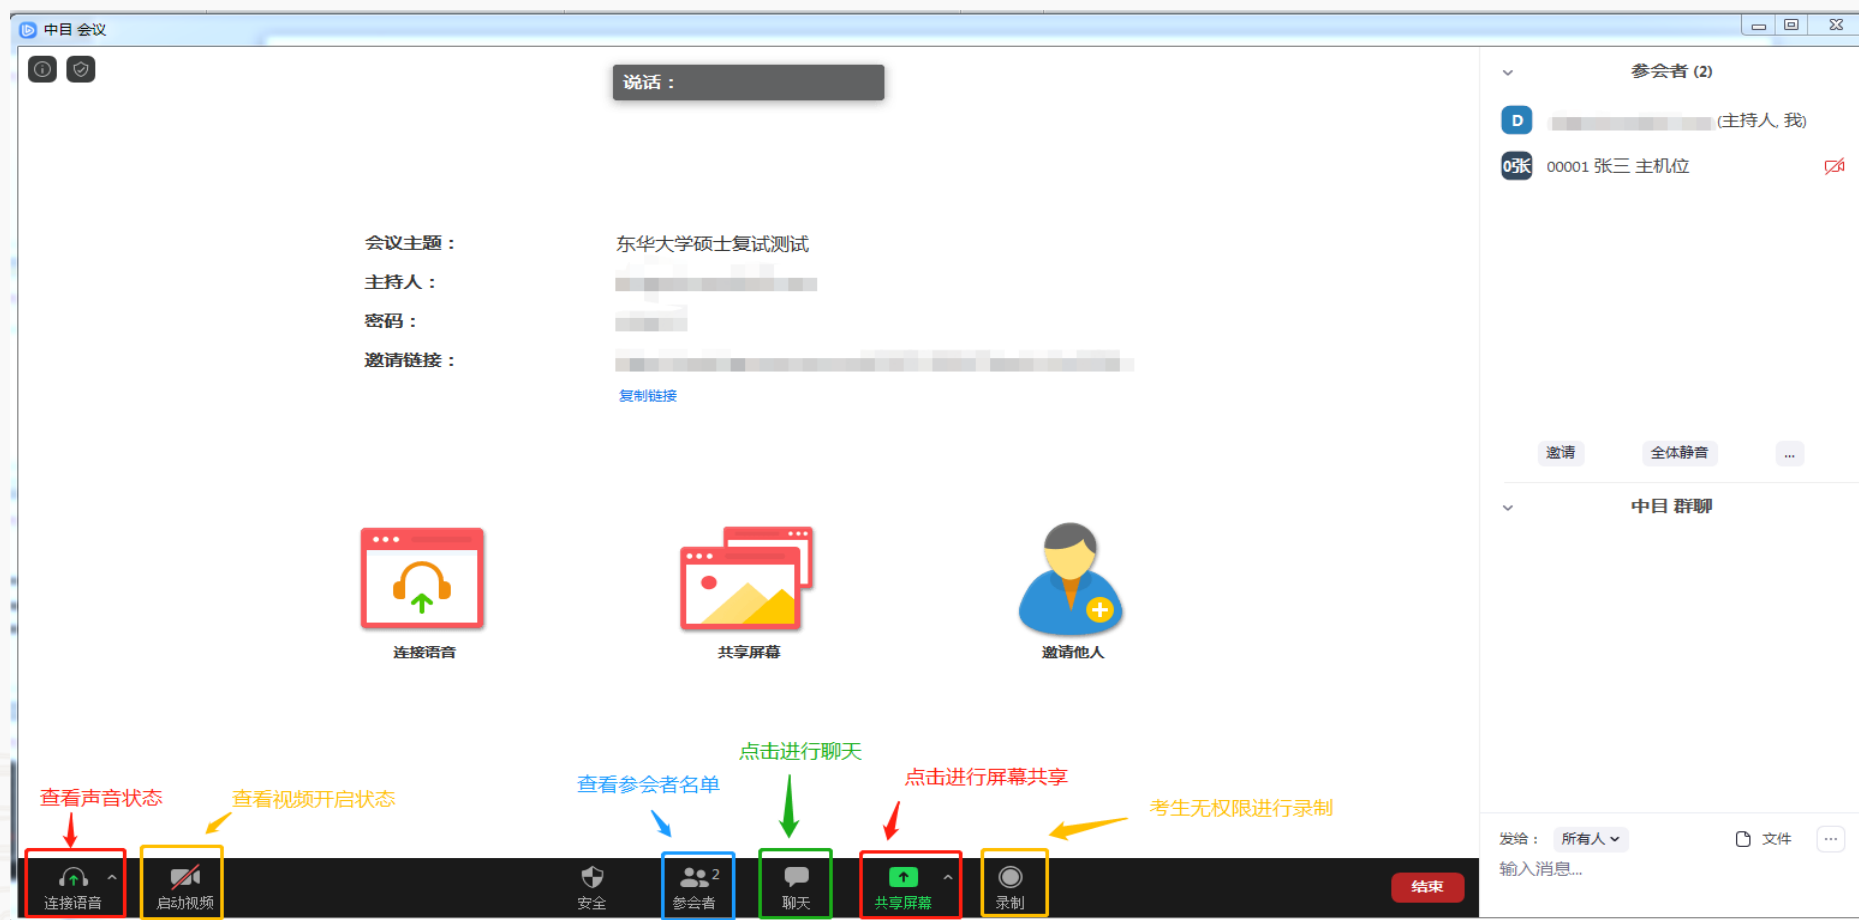 中目 会议
说话：
会议主题：
东华大学硕士复试测试
主持人：
密码：
邀请链接：
复制链接
连接语音
共享屏幕
邀请他人
参会者 (2)
D
(主持人, 我)
0张
00001 张三 主机位
邀请
全体静音
...
中目 群聊
发给：
所有人
文件
...
输入消息...
查看声音状态
查看视频开启状态
查看参会者名单
点击进行聊天
点击进行屏幕共享
考生无权限进行录制
连接语音
启动视频
安全
2
参会者
聊天
共享屏幕
录制
结束